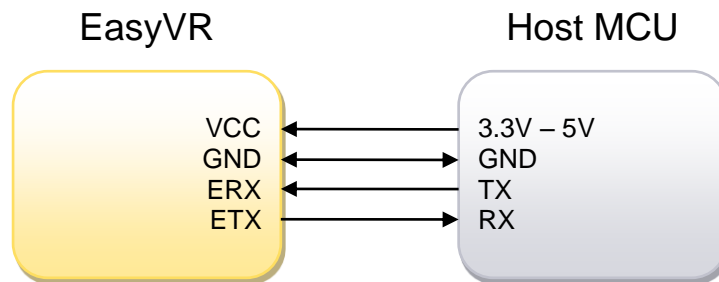 EasyVR
Host MCU
VCC
GND
ERX
ETX
3.3V – 5V
GND
TX
RX